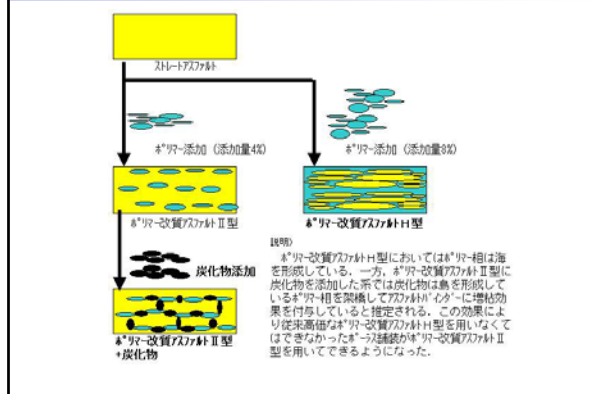 ストレートアスファルト
ポリマー添加（添加量4%）
ポリマー添加（添加量8%）
ポリマー改質アスファルトⅡ型
ポリマー改質アスファルトH型
炭化物添加
ポリマー改質アスファルトⅡ型
+炭化物
説明）
ポリマー改質アスファルトH型においてはポリマー相は海
を形成している．一方，ポリマー改質アスファルトⅡ型に
炭化物を添加した系では炭化物は島を形成して
いるポリマー相を架橋してアスファルトバインダーに増粘効
果を付与していると推定される．この効果によ
り従来高価なポリマー改質アスファルトH型を用いなくて
はできなかったポーラス舗装がポリマー改質アスファルトⅡ
型を用いてできるようになった．